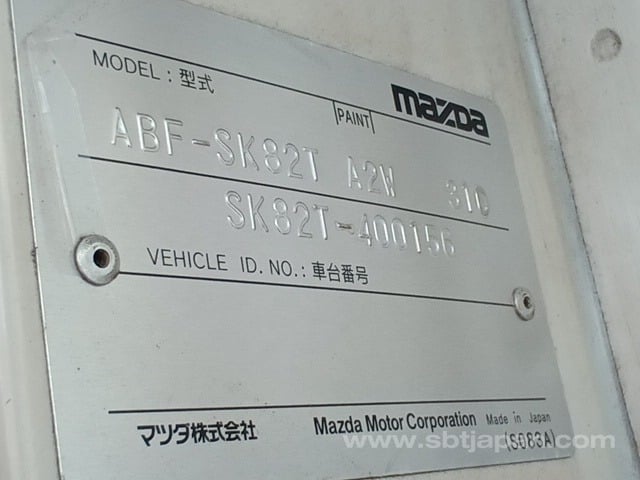 MODEL : 型式
PAINT
mazda
ABF-SK82T A2W 31C
SK82T-400156
VEHICLE ID. NO. : 車台番号
マツダ株式会社 Mazda Motor Corporation Made in Japan
(S083A)
www.sbtjapan.com